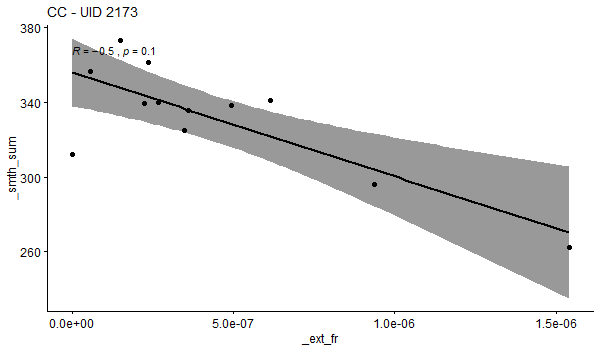 CC - UID 2173
380
R = −0.5 , p = 0.1
340
300
260
_smth_sum
0.0e+00 5.0e-07 1.0e-06 1.5e-06
_ext_fr